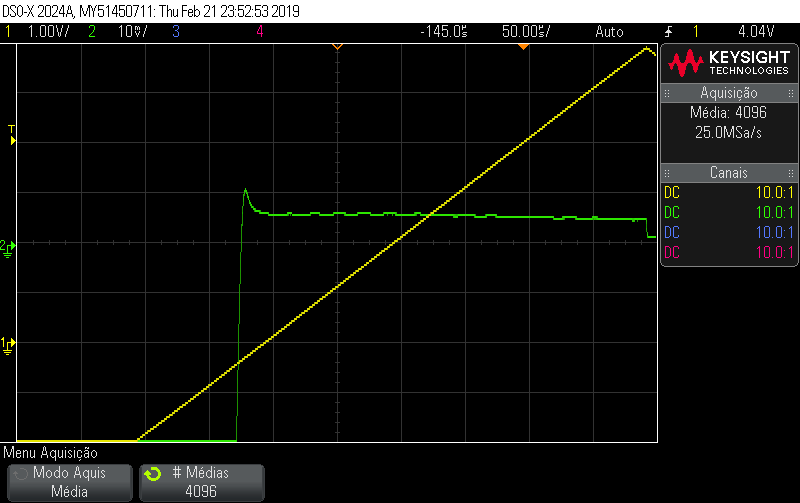 DSO-X 2024A, MY51450711: Thu Feb 21 23:52:53 2019
1 1.00V/ 2 10mV/ 3 4 -145.0s 50.00s/ Auto 1 4.04V
KEYSIGHT
TECHNOLOGIES
Aquisição
Média: 4096
25.0MSa/s
Canais
DC 10.0:1
DC 10.0:1
DC 10.0:1
DC 10.0:1
T
2
1
Menu Aquisição
Modo Aquis
Média
# Médias
4096